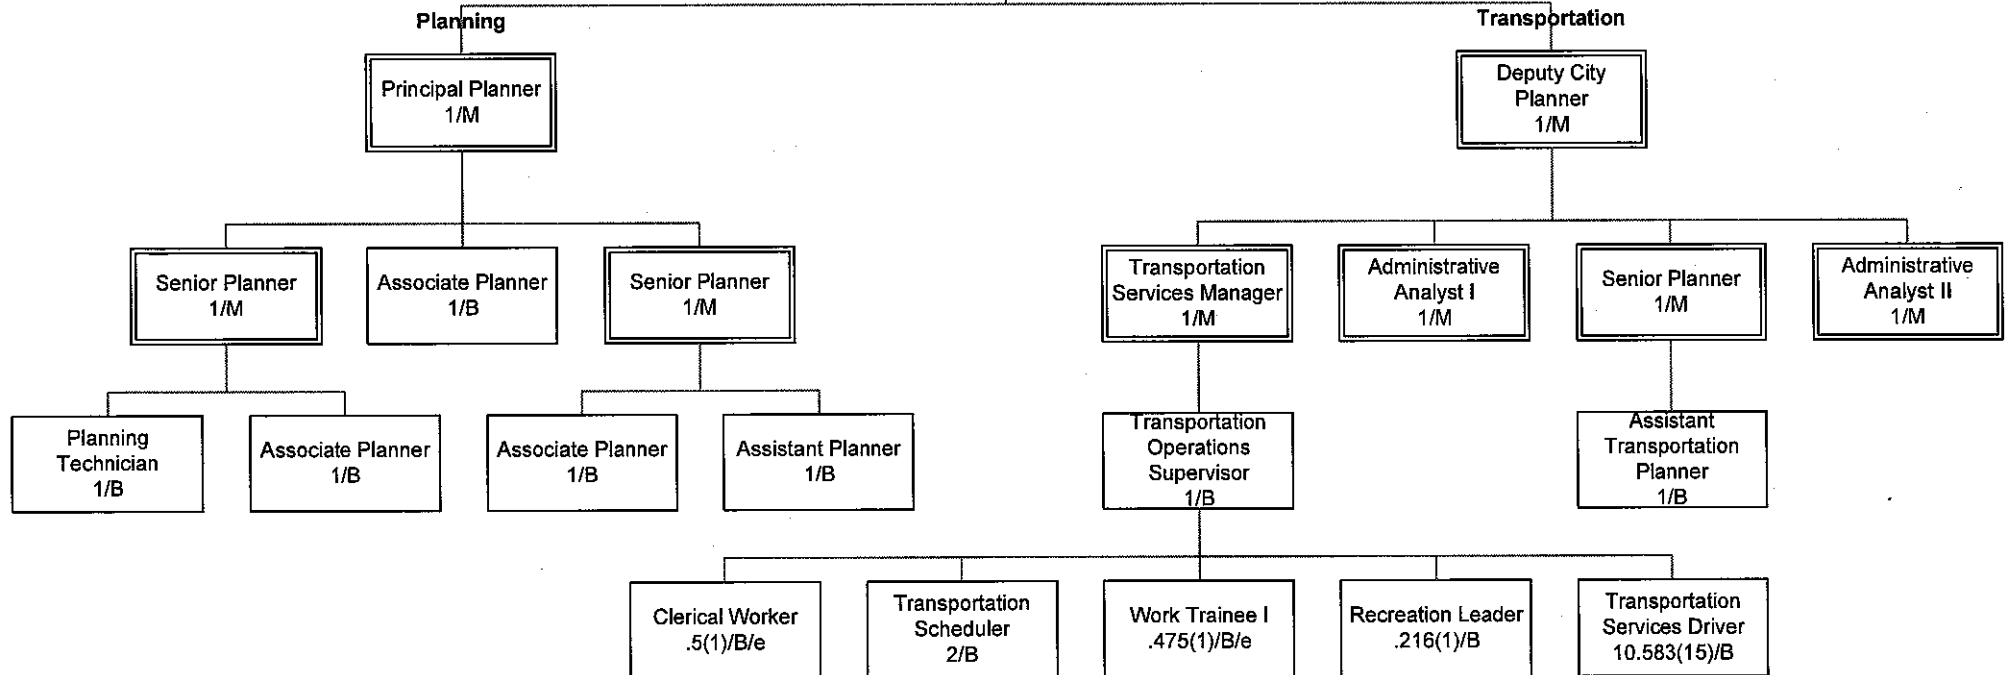 Planning
Transportation
Principal Planner
1/M
Deputy City
Planner
1/M
Senior Planner
1/M
Associate Planner
1/B
Senior Planner
1/M
Transportation
Services Manager
1/M
Administrative
Analyst I
1/M
Senior Planner
1/M
Administrative
Analyst II
1/M
Planning
Technician
1/B
Associate Planner
1/B
Associate Planner
1/B
Assistant Planner
1/B
Transportation
Operations
Supervisor
1/B
Assistant
Transportation
Planner
1/B
Clerical Worker
.5(1)/B/e
Transportation
Scheduler
2/B
Work Trainee I
.475(1)/B/e
Recreation Leader
.216(1)/B
Transportation
Services Driver
10.583(15)/B